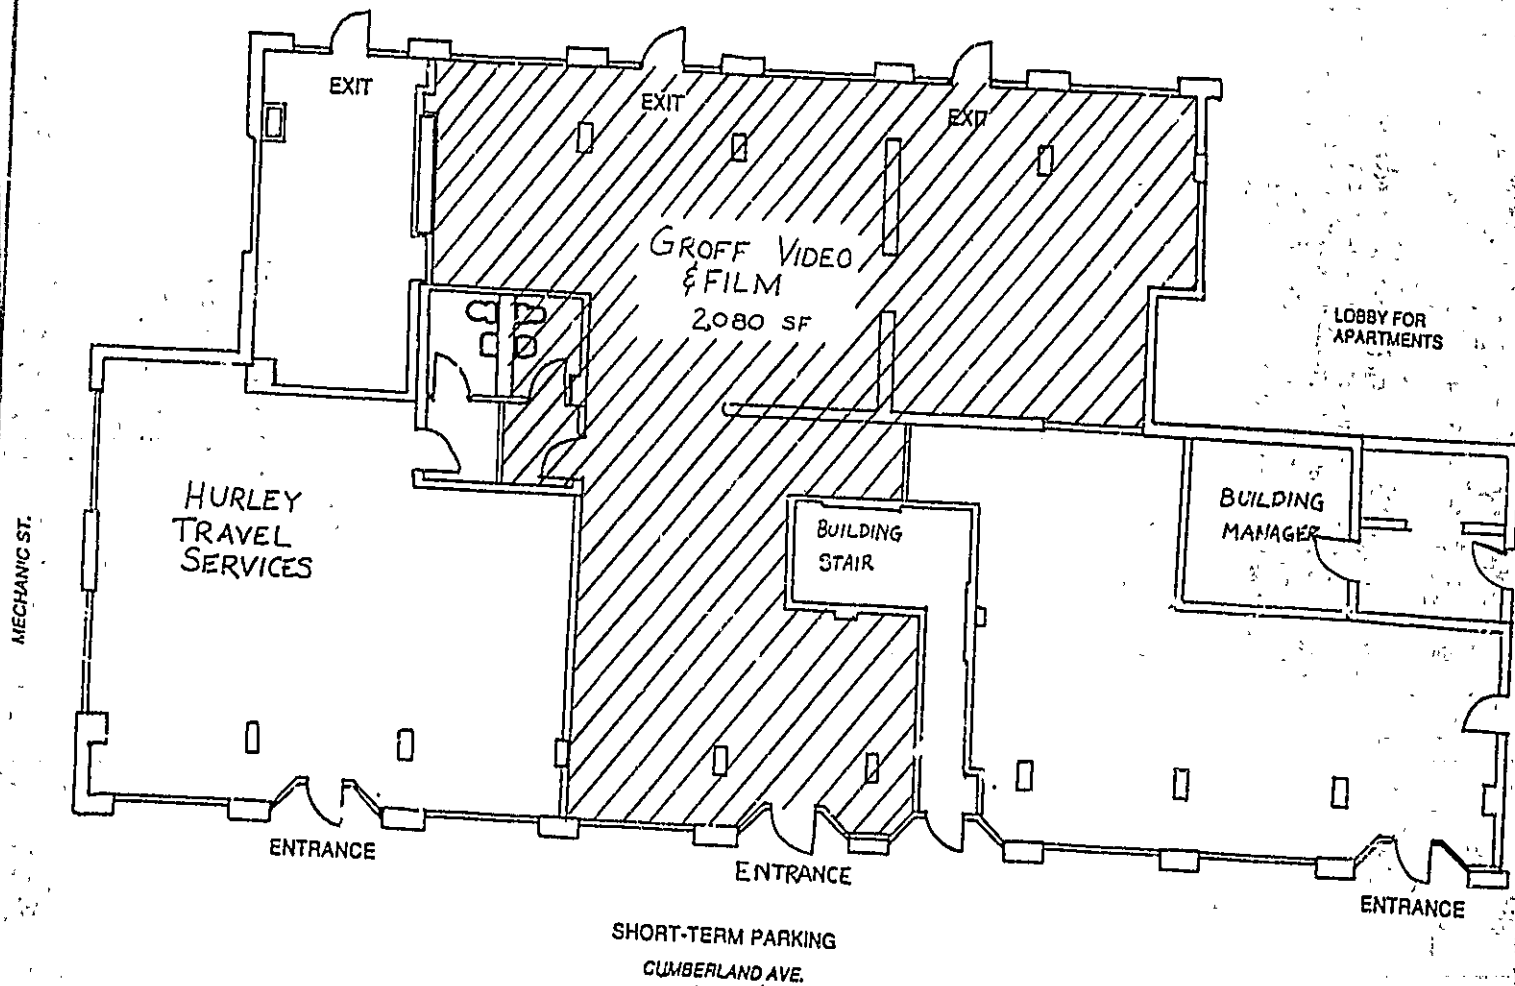 EXIT
EXIT
EXIT
GROFF VIDEO
& FILM
2,080 SF
LOBBY FOR
APARTMENTS
HURLEY
TRAVEL
SERVICES
BUILDING
STAIR
BUILDING
MANAGER
MECHANIC ST.
ENTRANCE
ENTRANCE
ENTRANCE
SHORT-TERM PARKING
CUMBERLAND AVE.